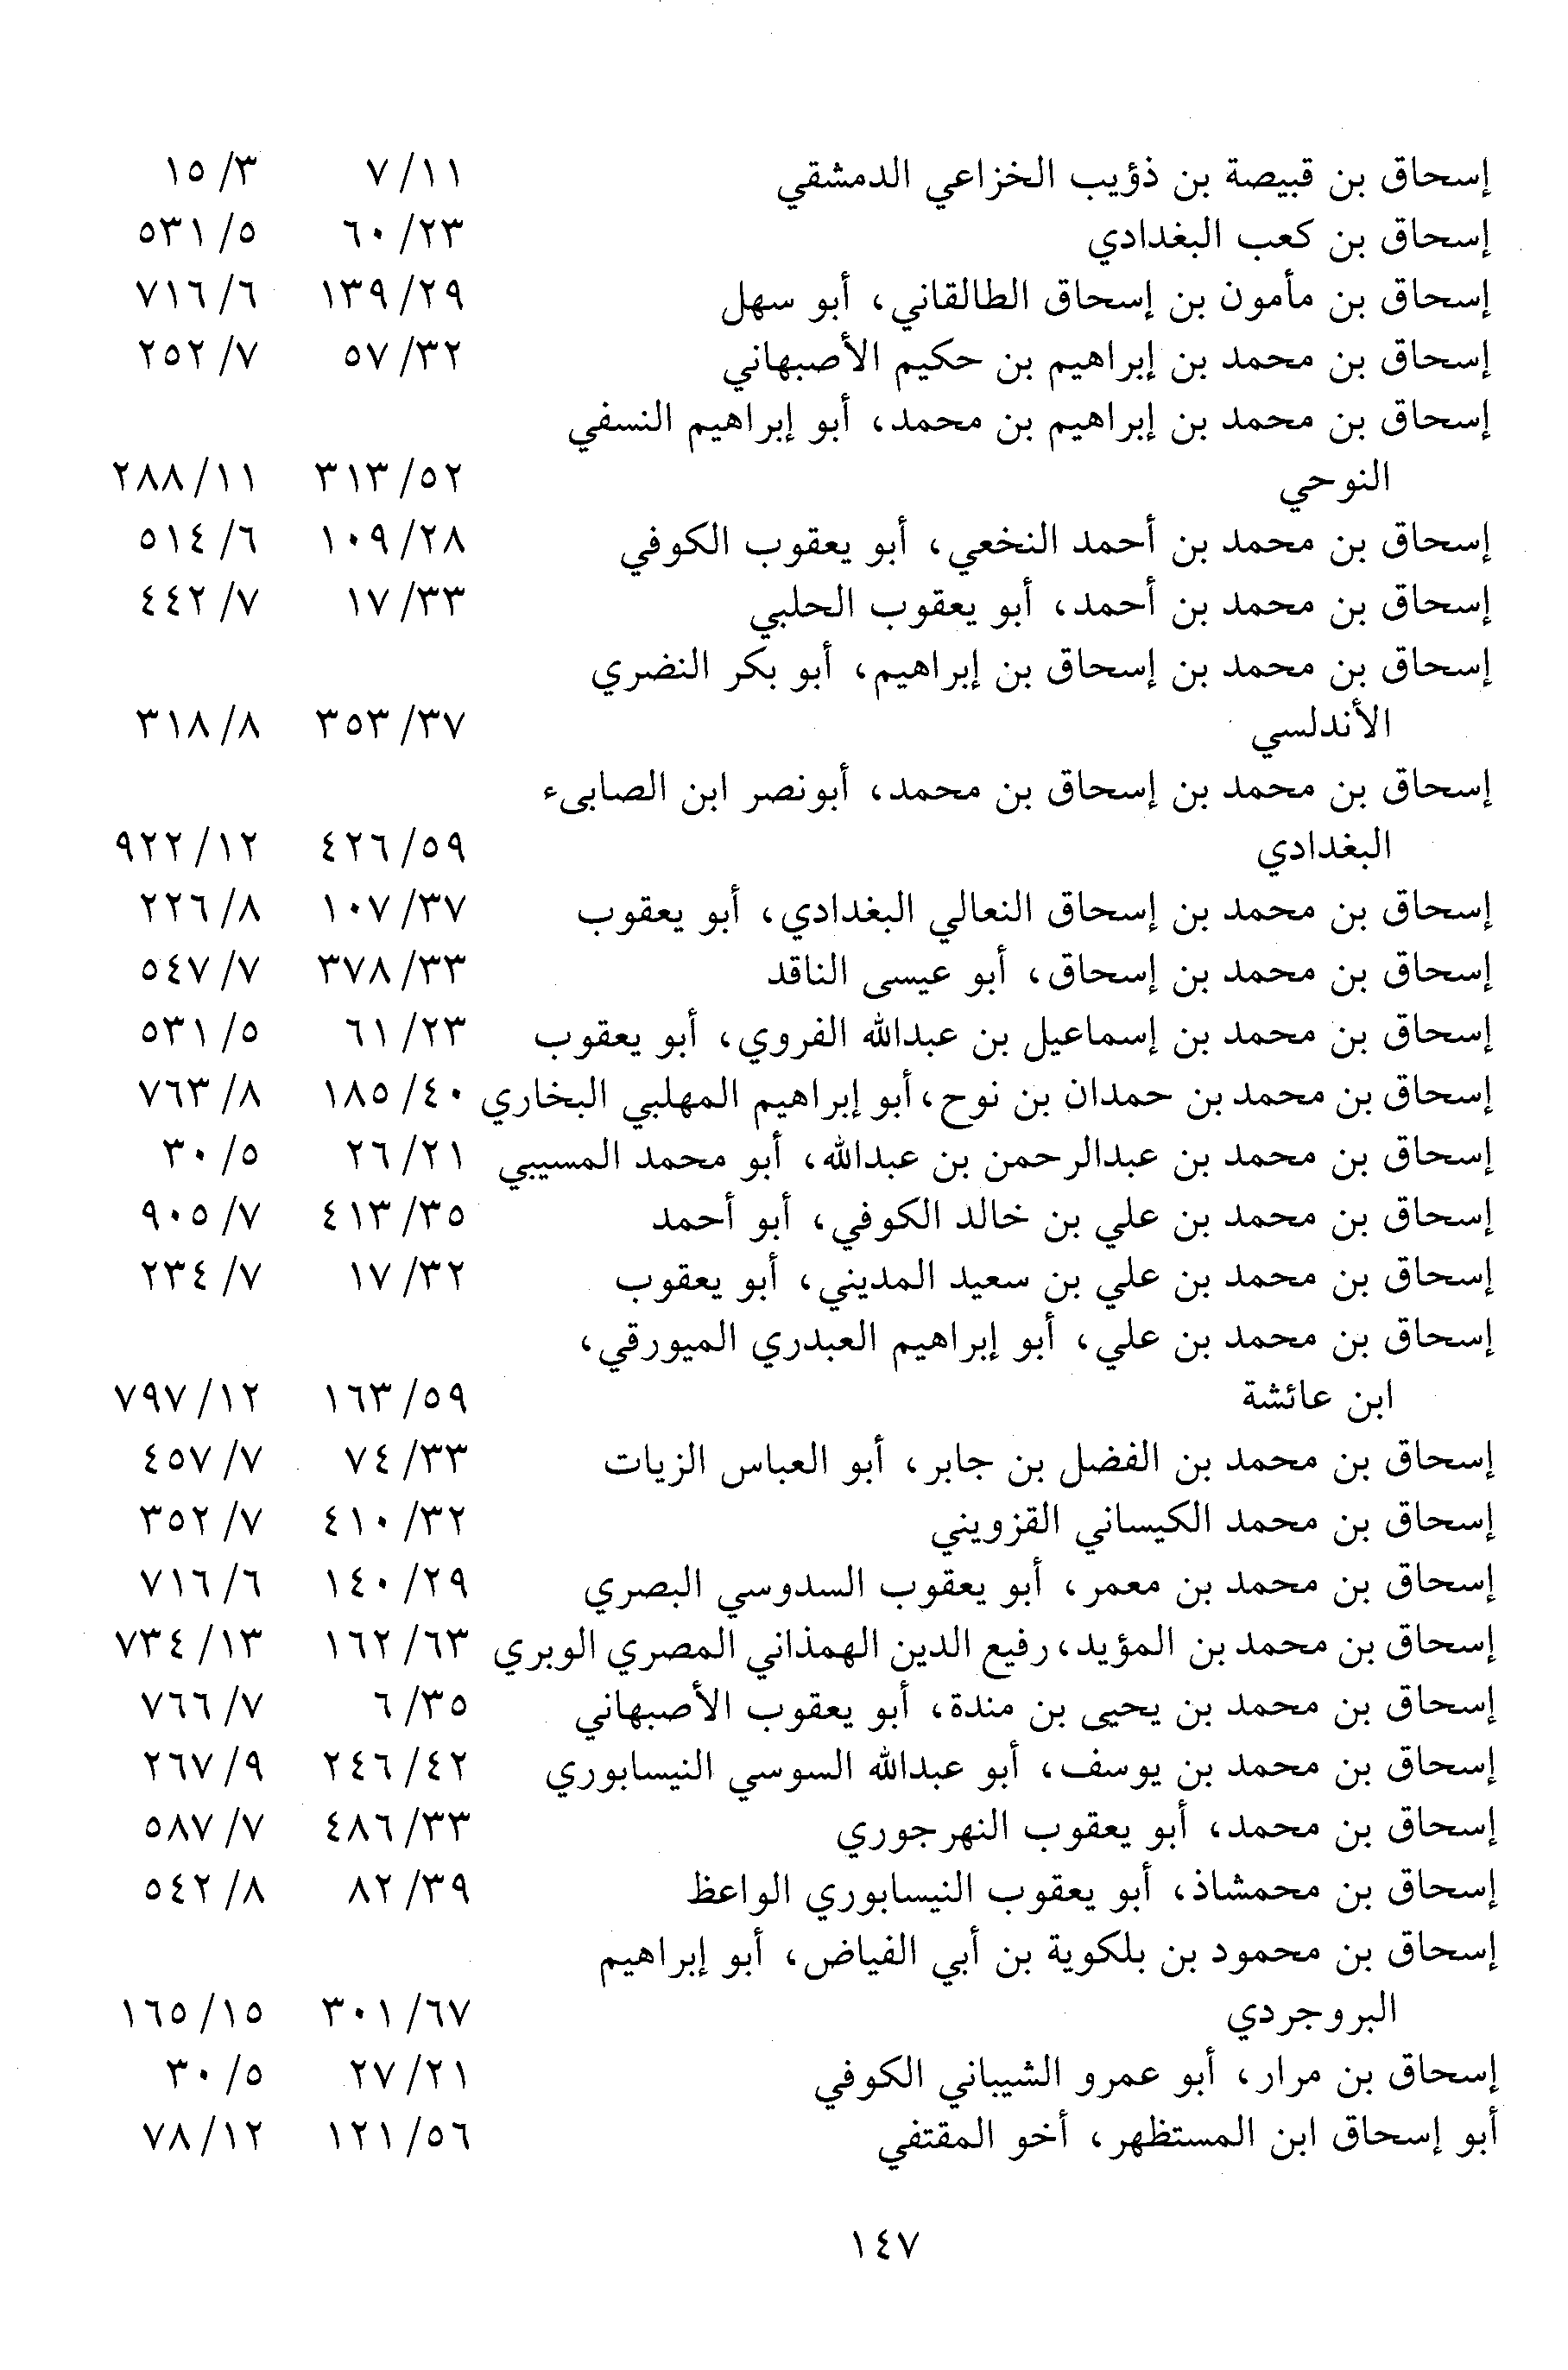 إسحاق بن قبيصة بن ذؤيب الخزاعي الدمشقي ١١/ ٧ ٣/ ١٥
إسحاق بن كعب البغدادي ٢٣/ ٦٠ ٥/ ٥٣١
إسحاق بن مأمون بن إسحاق الطالقاني، أبو سهل ٢٩/ ١٣٩ ٦/ ٧١٦
إسحاق بن محمد بن إبراهيم بن حكيم الأصبهاني ٣٢/ ٥٧ ٧/ ٢٥٢
إسحاق بن محمد بن إبراهيم بن محمد، أبو إبراهيم النسفي
النوحي ٥٢/ ٣١٣ ١١/ ٢٨٨
إسحاق بن محمد بن أحمد النخعي، أبو يعقوب الكوفي ٢٨/ ١٠٩ ٦/ ٥١٤
إسحاق بن محمد بن أحمد، أبو يعقوب الحلبي ٣٣/ ١٧ ٧/ ٤٤٢
إسحاق بن محمد بن إسحاق بن إبراهيم، أبو بكر النضري
الأندلسي ٣٧/ ٣٥٣ ٨/ ٣١٨
إسحاق بن محمد بن إسحاق بن محمد، أبونصر ابن الصابىء
البغدادي ٥٩/ ٤٢٦ ١٢/ ٩٢٢
إسحاق بن محمد بن إسحاق النعالي البغدادي، أبو يعقوب ٣٧/ ١٠٧ ٨/ ٢٢٦
إسحاق بن محمد بن إسحاق، أبو عيسى الناقد ٣٣/ ٣٧٨ ٧/ ٥٤٧
إسحاق بن محمد بن إسماعيل بن عبدالله الفروي، أبو يعقوب ٢٣/ ٦١ ٥/ ٥٣١
إسحاق بن محمد بن حمدان بن نوح، أبو إبراهيم المهلبي البخاري ٤٠/ ١٨٥ ٨/ ٧٦٣
إسحاق بن محمد بن عبدالرحمن بن عبدالله، أبو محمد المسيبي ٢١/ ٢٦ ٥/ ٣٠
إسحاق بن محمد بن علي بن خالد الكوفي، أبو أحمد ٣٥/ ٤١٣ ٧/ ٩٠٥
إسحاق بن محمد بن علي بن سعيد المديني، أبو يعقوب ٣٢/ ١٧ ٧/ ٢٣٤
إسحاق بن محمد بن علي، أبو إبراهيم العبدري الميورقي،
ابن عائشة ٥٩/ ١٦٣ ١٢/ ٧٩٧
إسحاق بن محمد بن الفضل بن جابر، أبو العباس الزيات ٣٣/ ٧٤ ٧/ ٤٥٧
إسحاق بن محمد الكيساني القزويني ٣٢/ ٤١٠ ٧/ ٣٥٢
إسحاق بن محمد بن معمر، أبو يعقوب السدوسي البصري ٢٩/ ١٤٠ ٦/ ٧١٦
إسحاق بن محمد بن المؤيد، رفيع الدين الهمذاني المصري الوبري ٦٣/ ١٦٢ ١٣/ ٧٣٤
إسحاق بن محمد بن يحيى بن مندة، أبو يعقوب الأصبهاني ٣٥/ ٦ ٧/ ٧٦٦
إسحاق بن محمد بن يوسف، أبو عبدالله السوسي النيسابوري ٤٢/ ٢٤٦ ٩/ ٢٦٧
إسحاق بن محمد، أبو يعقوب النهرجوري ٣٣/ ٤٨٦ ٧/ ٥٨٧
إسحاق بن محمشاذ، أبو يعقوب النيسابوري الواعظ ٣٩/ ٨٢ ٨/ ٥٤٢
إسحاق بن محمود بن بلكوية بن أبي الفياض، أبو إبراهيم
البروجردي ٦٧/ ٣٠١ ١٥/ ١٦٥
إسحاق بن مرار، أبو عمرو الشيباني الكوفي ٢١/ ٢٧ ٥/ ٣٠
أبو إسحاق ابن المستظهر، أخو المقتفي ٥٦/ ١٢١ ١٢/ ٧٨
١٤٧